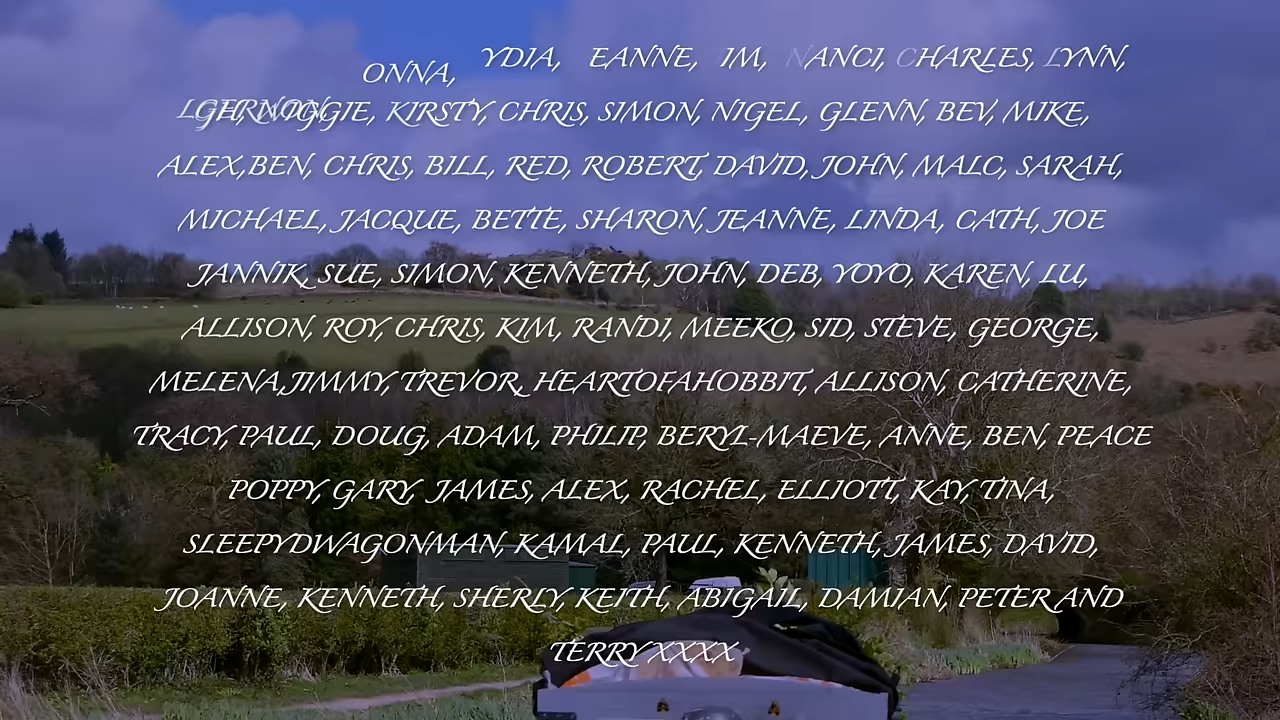 ONNA, YDIA, EANNE, IM, NANCI, CHARLES, LYNN,
KIRSTY, CHRIS, SIMON, NIGEL, GLENN, BEV, MIKE,
ALEX,BEN, CHRIS, BILL, RED, ROBERT, DAVID, JOHN, MALC, SARAH,
MICHAEL, JACQUE, BETTE, SHARON, JEANNE, LINDA, CATH, JOE
JANNIK, SUE, SIMON, KENNETH, JOHN, DEB, YOYO, KAREN, LU,
ALLISON, ROY, CHRIS, KIM, RANDI, MEEKO, SID, STEVE, GEORGE,
MELENA,JIMMY, TREVOR, HEARTOFAHOBBIT, ALLISON, CATHERINE,
TRACY, PAUL, DOUG, ADAM, PHILIP, BERYL-MAEVE, ANNE, BEN, PEACE
POPPY, GARY, JAMES, ALEX, RACHEL, ELLIOTT, KAY, TINA,
SLEEPYDWAGONMAN, KAMAL, PAUL, KENNETH, JAMES, DAVID,
JOANNE, KENNETH, SHERLY, KEITH, ABIGAIL, DAMIAN, PETER AND
TERRY XXXX